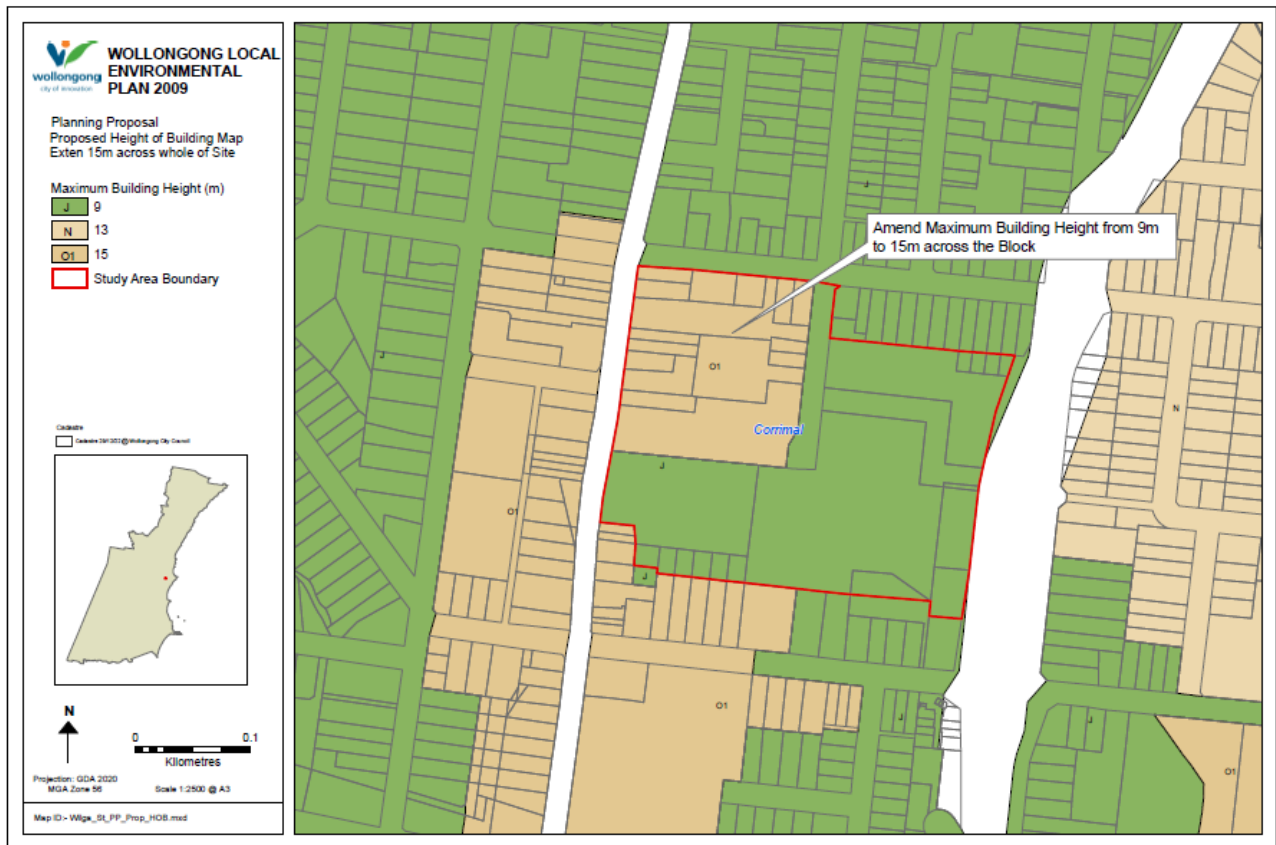 wollongong
city of innovation
WOLLONGONG LOCAL
ENVIRONMENTAL
PLAN 2009
Planning Proposal
Proposed Height of Building Map
Exten 15m across whole of Site
Maximum Building Height (m)
J 9
N 13
O1 15
Study Area Boundary
Cadastre
@ Wollongong City Council
N
0 0.1
Kilometres
Projection: GDA 2020
MGA Zone 56
Scale 1:2500 @ A3
Map ID:- Wilga_St_PP_Prop_HOB.mxd
J
Amend Maximum Building Height from 9m
to 15m across the Block
J
O1
N
Corrimal
J
O1
J
O1
J
J
O1